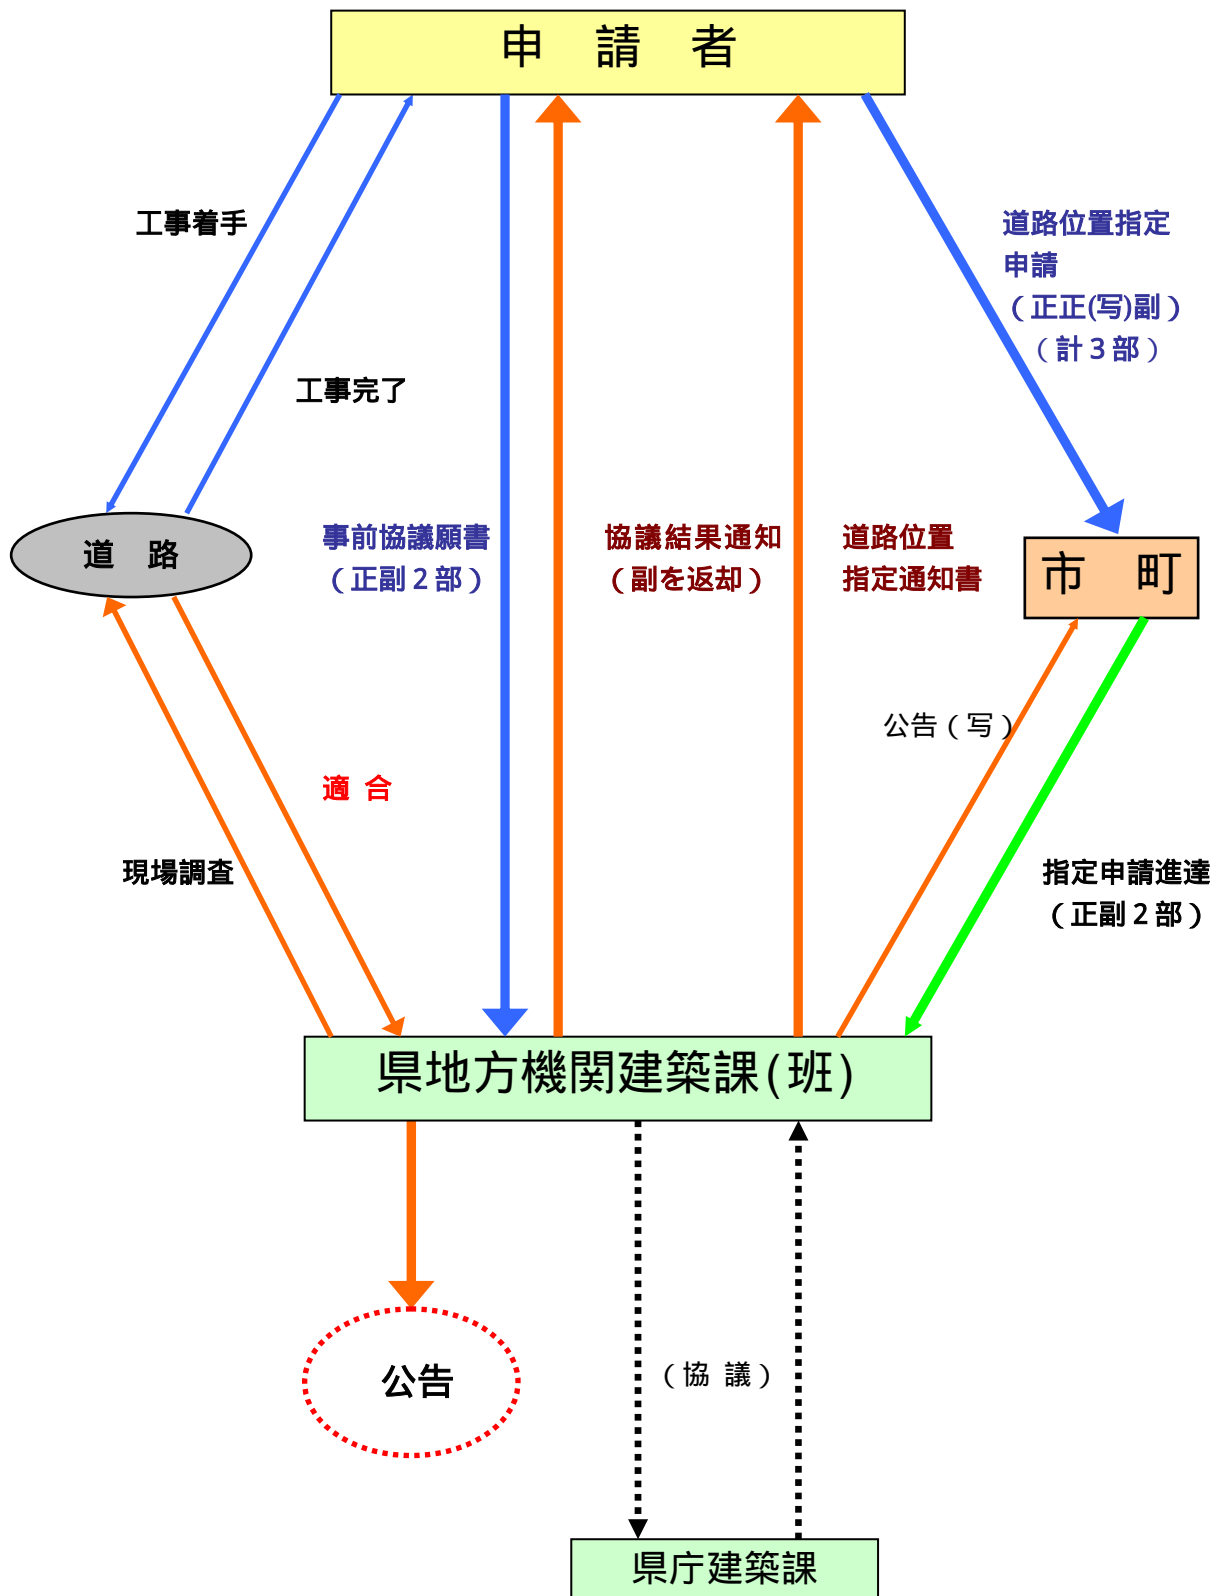 申　請　者
工事着手
工事完了
道路位置指定
申請
（正正(写)副）
（計３部）
道　路
事前協議願書
（正副２部）
協議結果通知
（副を返却）
道路位置
指定通知書
市　町
公告（写）
適 合
現場調査
指定申請進達
（正副２部）
県地方機関建築課(班)
公告
（協 議）
県庁建築課